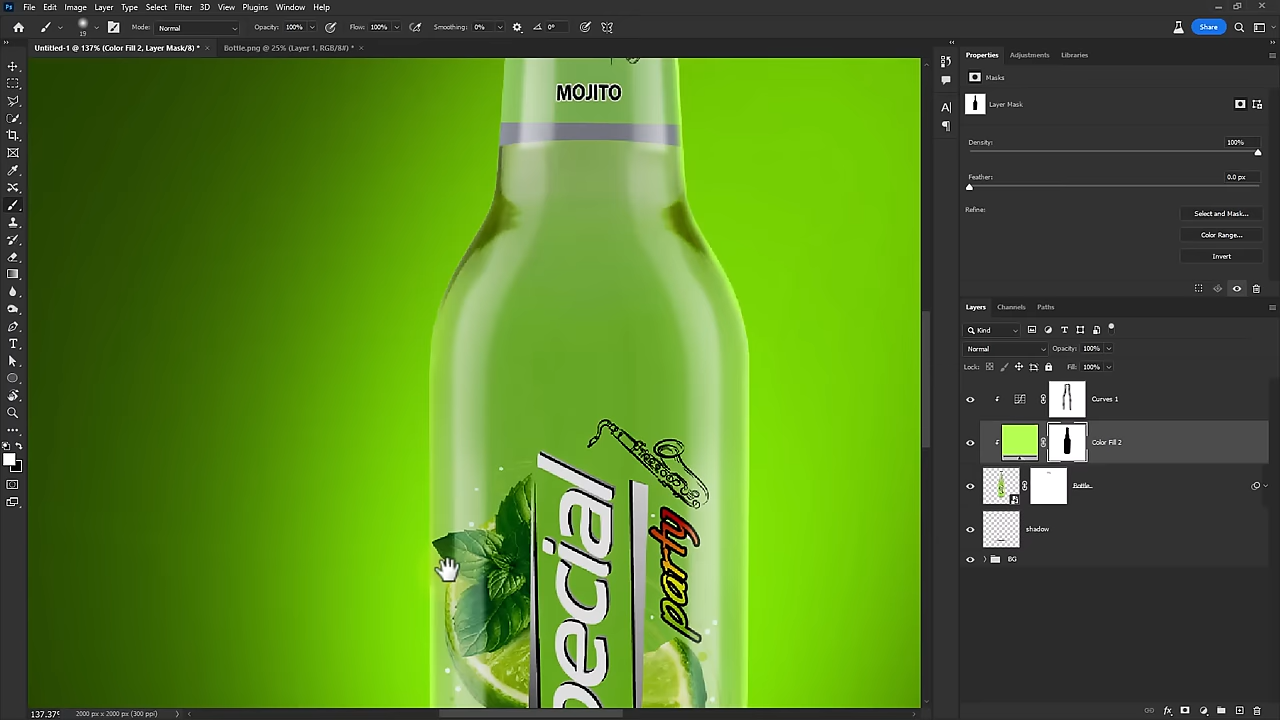 File Edit Image Layer Type Select Filter 3D View Plugins Window Help
19 Mode: Normal Opacity: 100% Flow: 100% Smoothing: 0% 0° Share
Untitled-1 @ 137% (Color Fill 2, Layer Mask/8) * × Bottle.png @ 25% (Layer 1, RGB/8#) * ×
Properties Adjustments Libraries
Masks
Layer Mask
Density: 100%
Feather: 0.0 px
Refine: Select and Mask...
Color Range...
Invert
Layers Channels Paths
Kind
Normal Opacity: 100%
Lock: Fill: 100%
Curves 1
Color Fill 2
Bottle
shadow
BG
MOJITO
pecial
party
137.37% 2000 px x 2000 px (300 ppi)